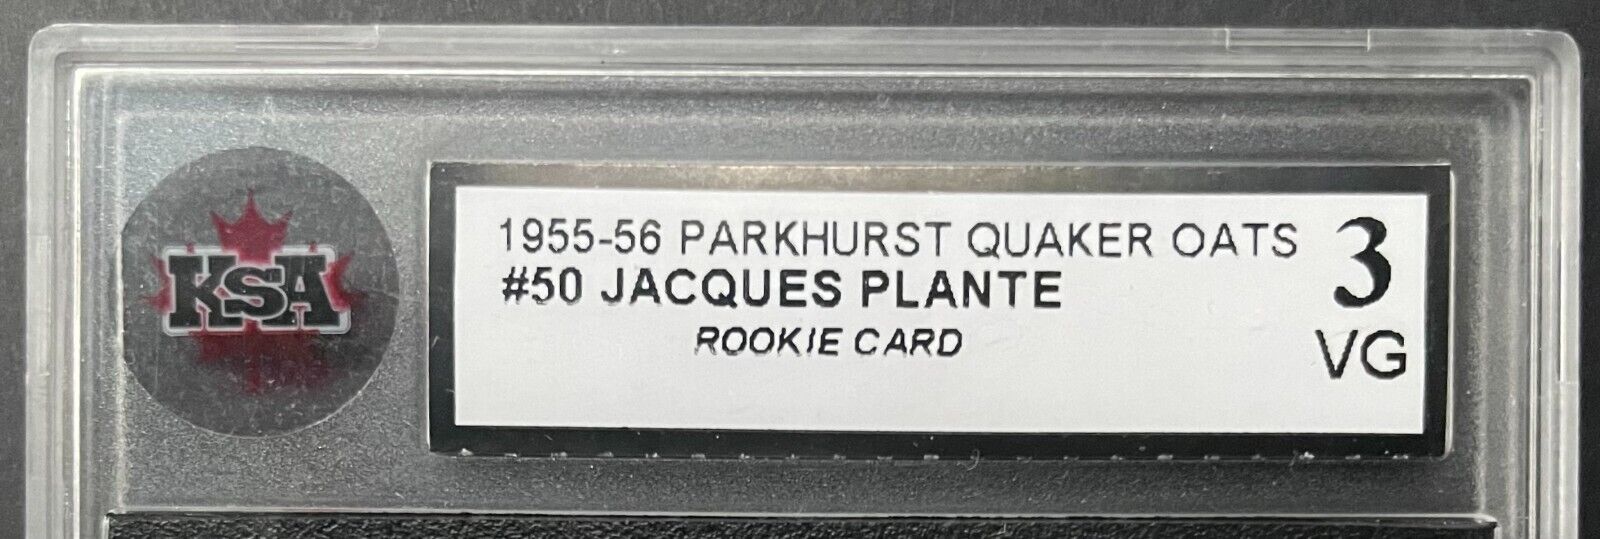 KSA
1955-56 PARKHURST QUAKER OATS
#50 JACQUES PLANTE
ROOKIE CARD
3
VG